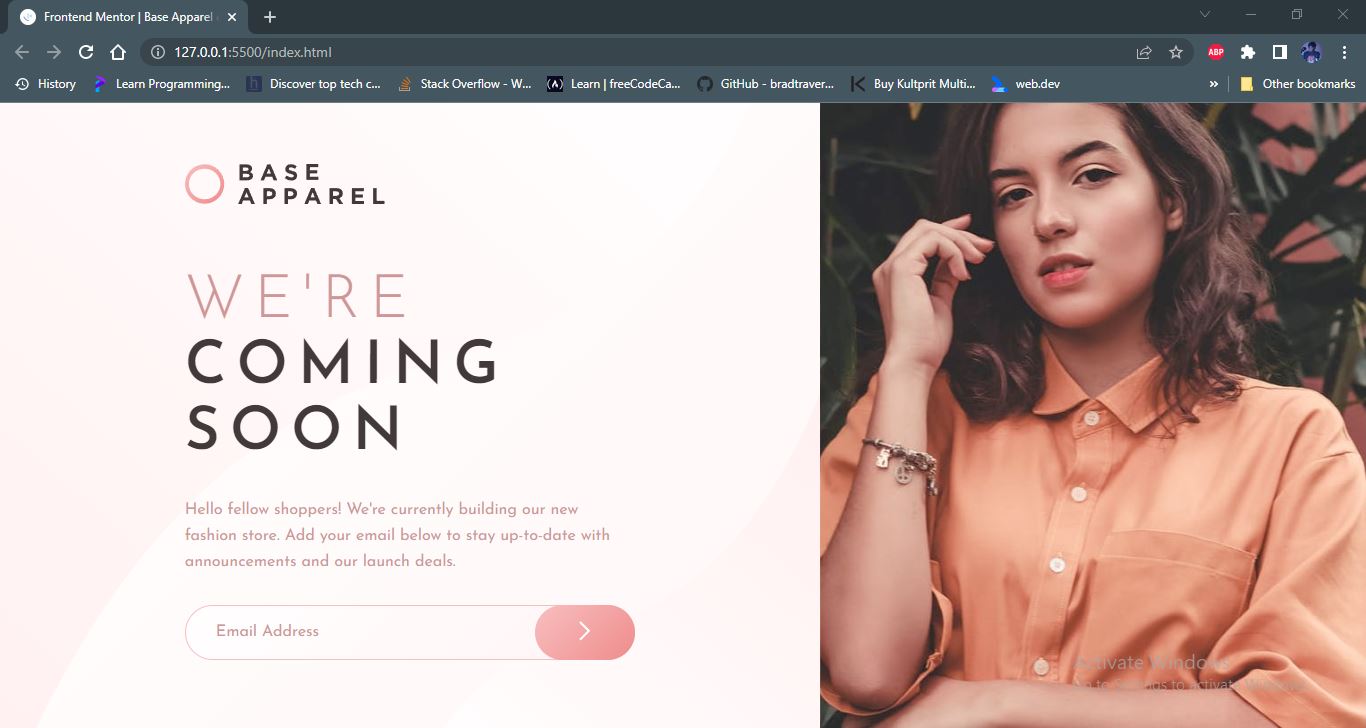 Frontend Mentor | Base Apparel
127.0.0.1:5500/index.html
ABP
History
Learn Programming...
Discover top tech c...
Stack Overflow - W...
Learn | freeCodeCa...
GitHub - bradtraver...
Buy Kultprit Multi...
web.dev
»
Other bookmarks
BASE
APPAREL
WE'RE
COMING
SOON
Hello fellow shoppers! We're currently building our new
fashion store. Add your email below to stay up-to-date with
announcements and our launch deals.
Email Address
Activate Windows
Go to Settings to activate Windows.